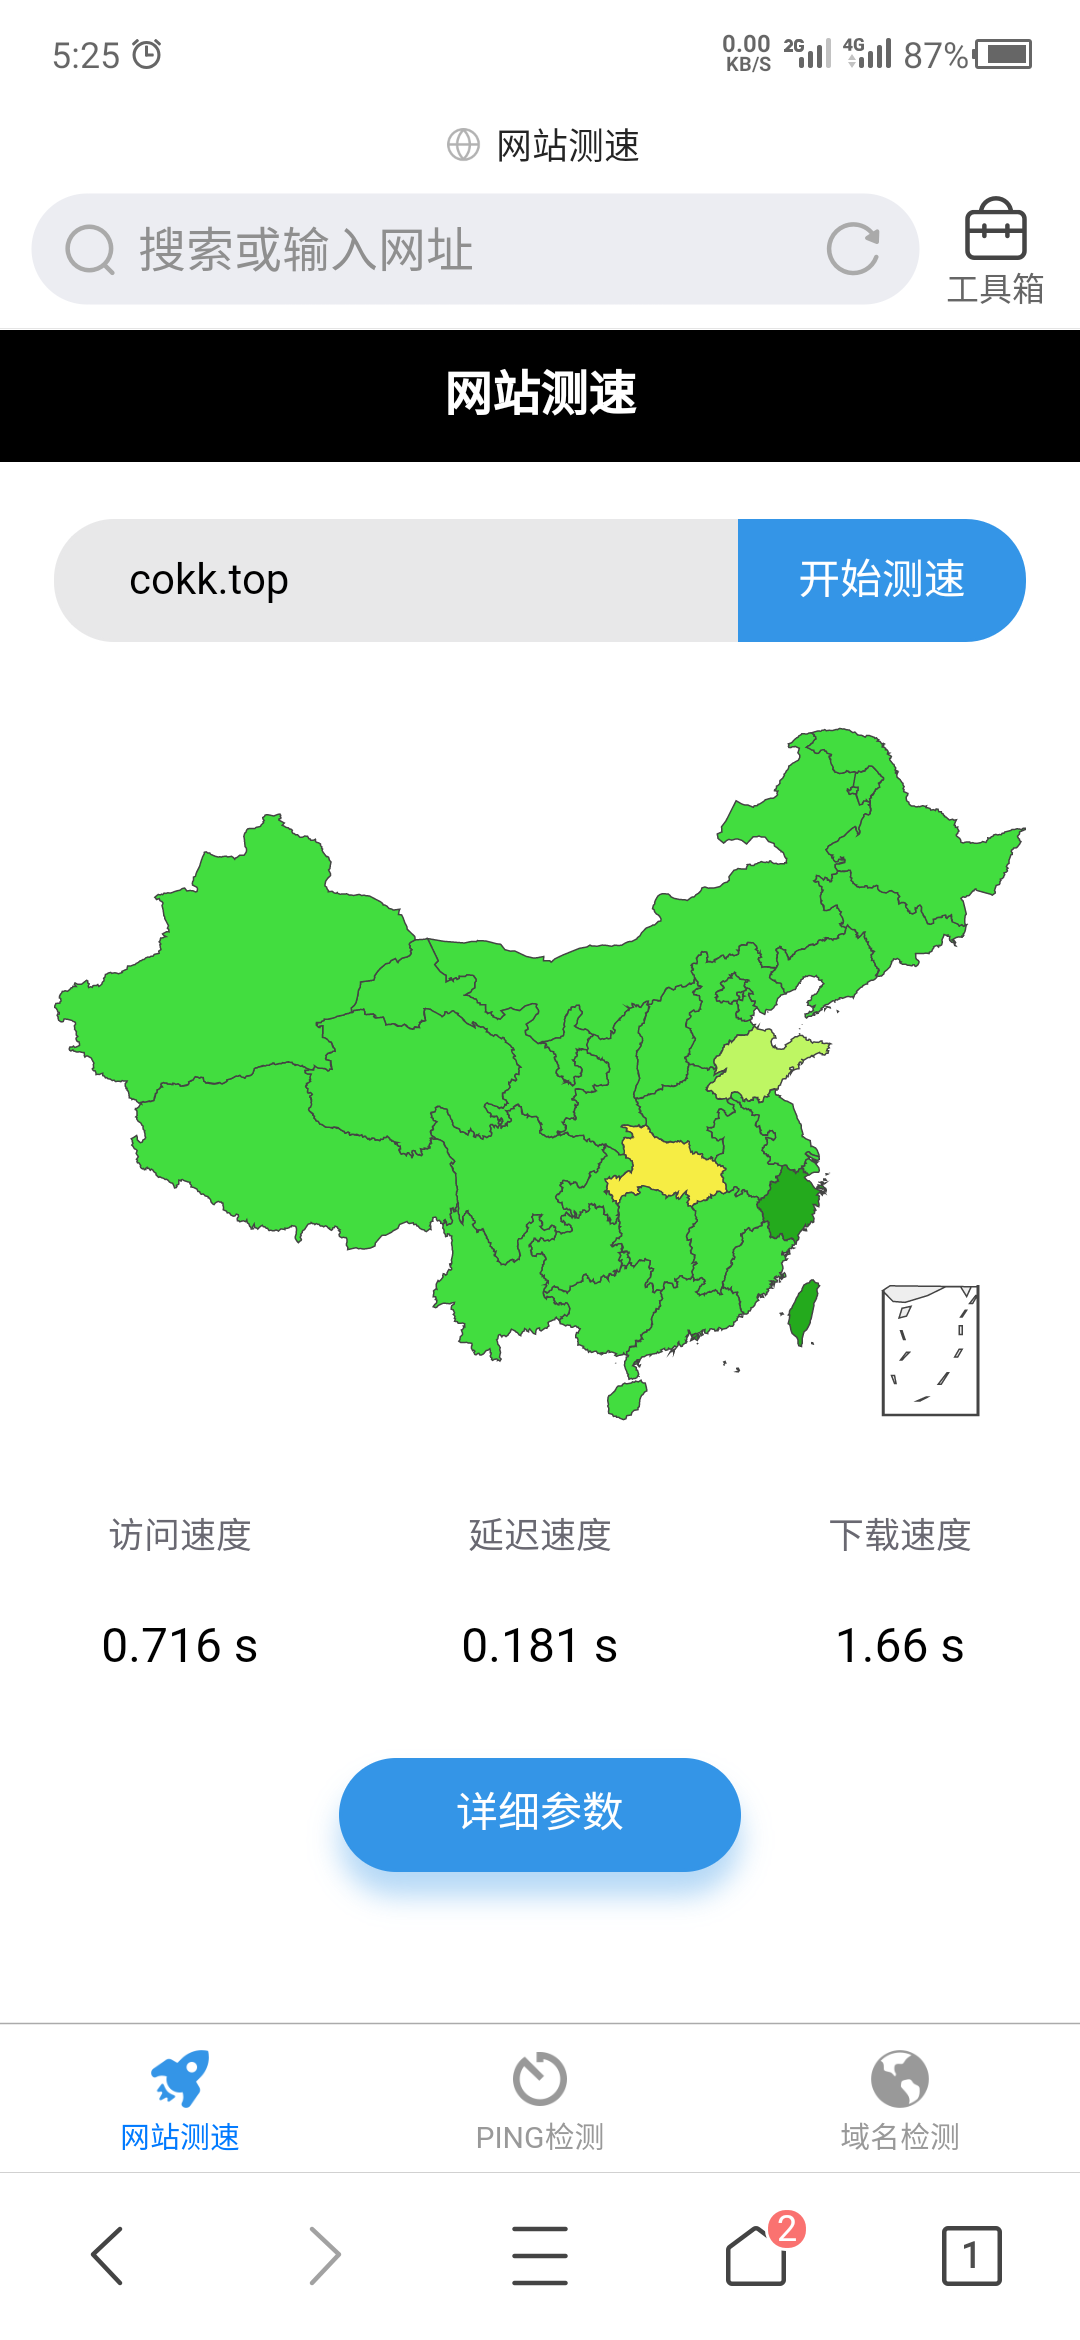 5:25
0.00
KB/S
2G
4G
87%
网站测速
搜索或输入网址
工具箱
网站测速
cokk.top
开始测速
访问速度
延迟速度
下载速度
0.716 s
0.181 s
1.66 s
详细参数
网站测速
PING检测
域名检测
2
1